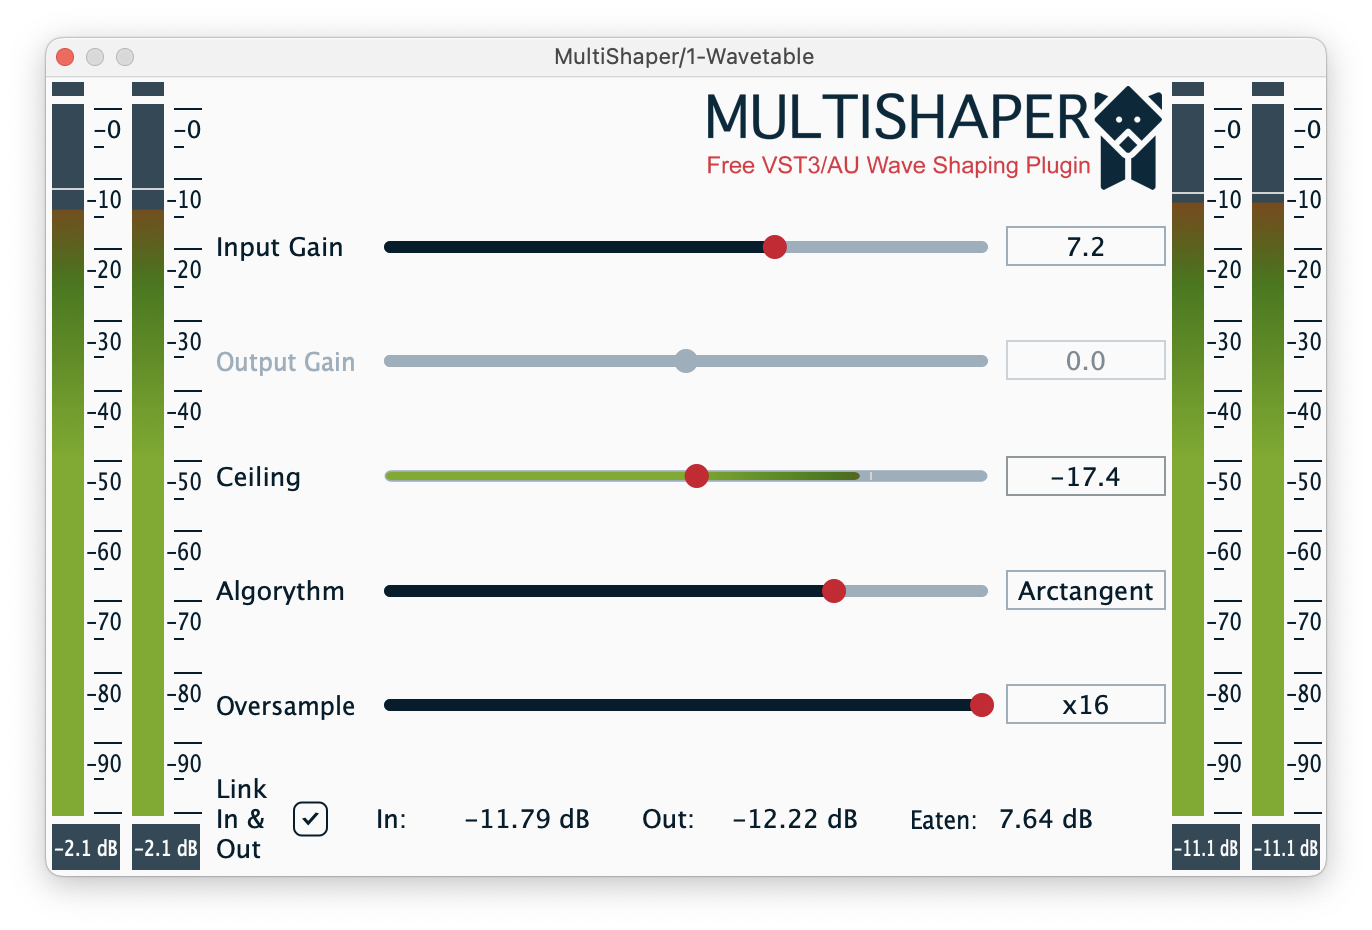 MultiShaper/1-Wavetable
MULTISHAPER
Free VST3/AU Wave Shaping Plugin
-0 -0 -0 -0
-10 -10 -10 -10
-20 -20 -20 -20
-30 -30 -30 -30
-40 -40 -40 -40
-50 -50 -50 -50
-60 -60 -60 -60
-70 -70 -70 -70
-80 -80 -80 -80
-90 -90 -90 -90
Input Gain 7.2
Output Gain 0.0
Ceiling -17.4
Algorythm Arctangent
Oversample x16
Link
In &
Out
In: -11.79 dB Out: -12.22 dB Eaten: 7.64 dB
-2.1 dB -2.1 dB -11.1 dB -11.1 dB